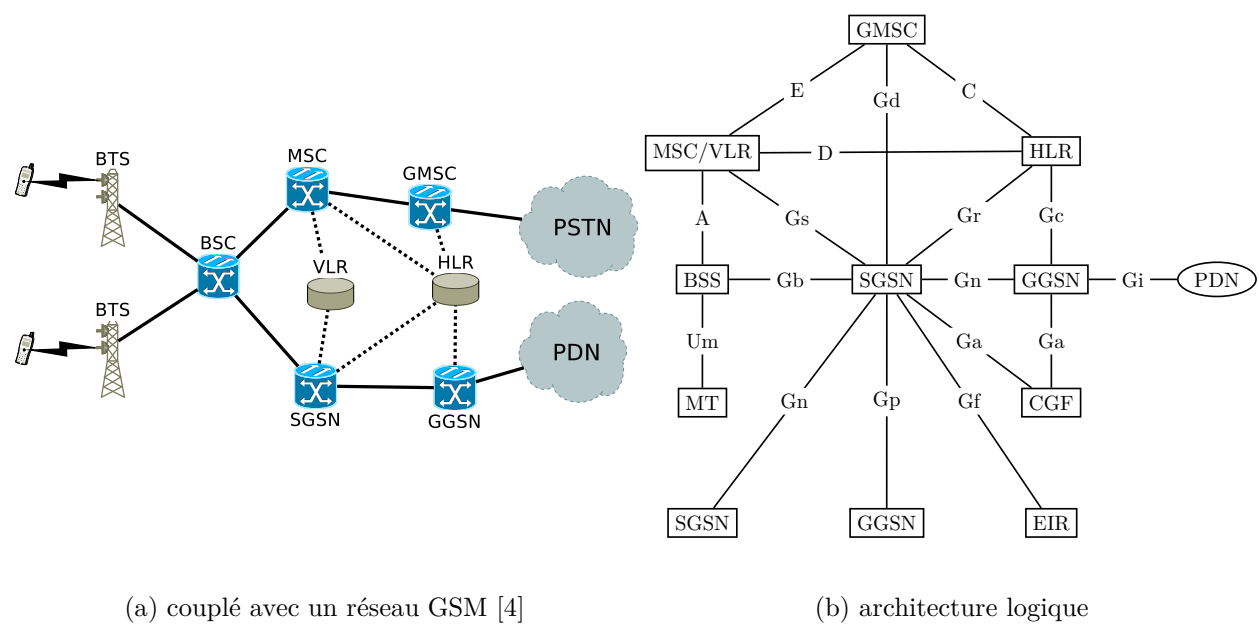 BTS
MSC
GMSC
PSTN
BSC
VLR
HLR
BTS
PDN
SGSN
GGSN
(a) couplé avec un réseau GSM [4]
GMSC
E
Gd
C
MSC/VLR
D
HLR
A
Gs
Gr
Gc
BSS
Gb
SGSN
Gn
GGSN
Gi
PDN
Um
Ga
Ga
MT
Gn
Gp
Gf
CGF
SGSN
GGSN
EIR
(b) architecture logique